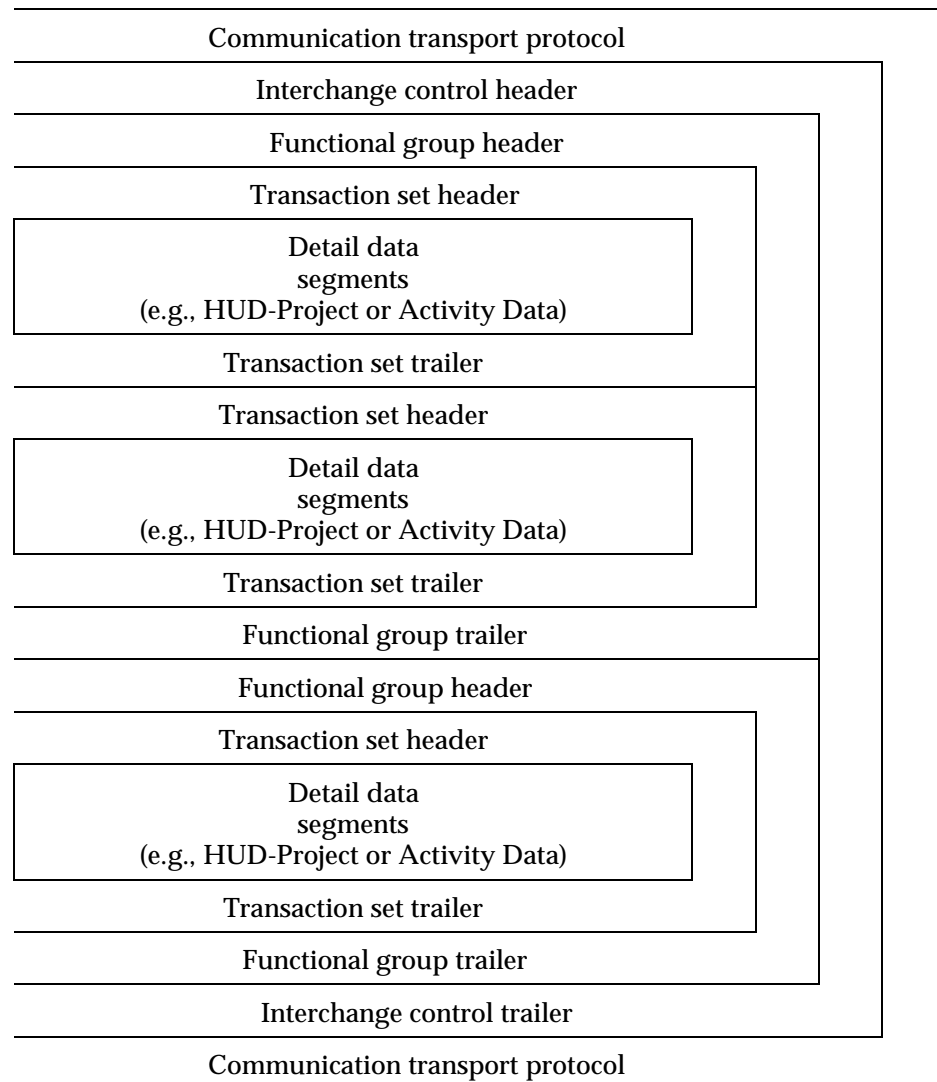 Communication transport protocol
Interchange control header
Functional group header
Transaction set header
Detail data
segments
(e.g., HUD-Project or Activity Data)
Transaction set trailer
Transaction set header
Detail data
segments
(e.g., HUD-Project or Activity Data)
Transaction set trailer
Functional group trailer
Functional group header
Transaction set header
Detail data
segments
(e.g., HUD-Project or Activity Data)
Transaction set trailer
Functional group trailer
Interchange control trailer
Communication transport protocol